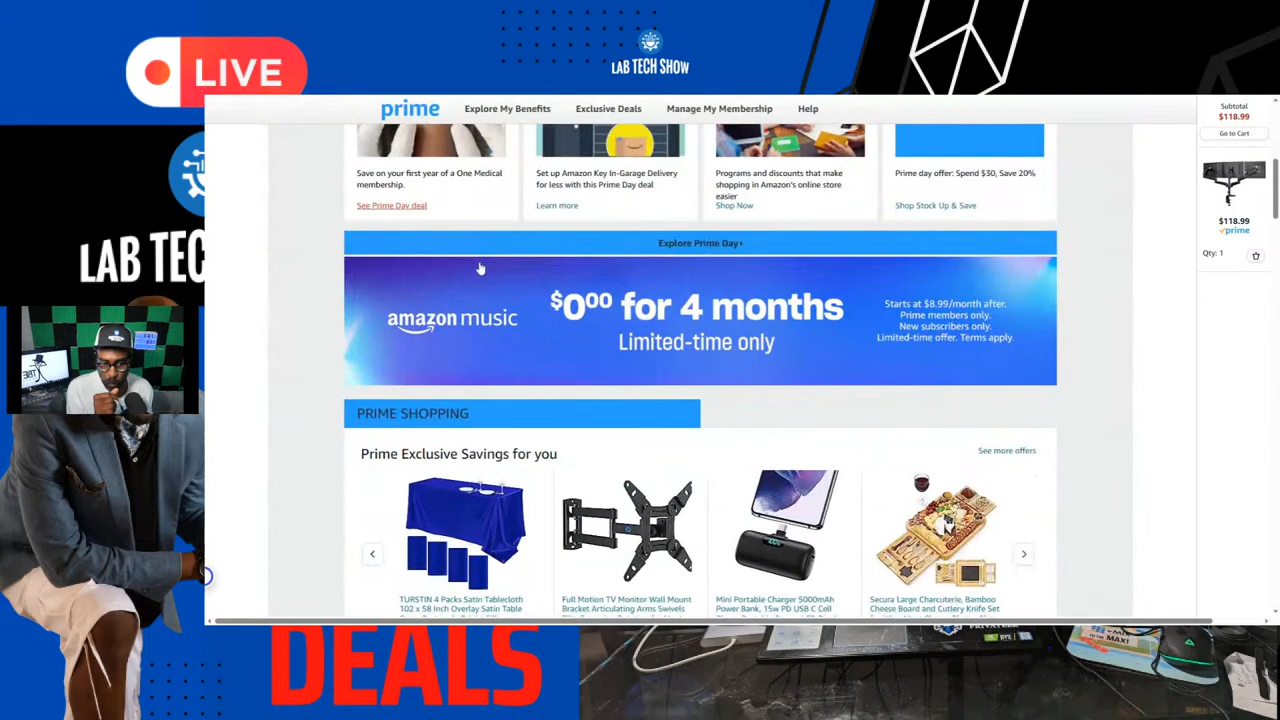 LIVE
LAB TECH SHOW
prime
Explore My Benefits
Exclusive Deals
Manage My Membership
Help
Subtotal
$118.99
Go to Cart
$118.99
prime
Qty: 1
Save on your first year of a One Medical
membership.
See Prime Day deal
Set up Amazon Key In-Garage Delivery
for less with this Prime Day deal
Learn more
Programs and discounts that make
shopping in Amazon's online store
easier
Shop Now
Prime day offer: Spend $30, Save 20%
Shop Stock Up & Save
Explore Prime Day›
amazon music
$000 for 4 months
Limited-time only
Starts at $8.99/month after.
Prime members only.
New subscribers only.
Limited-time offer. Terms apply.
LAB TEC
PRIME SHOPPING
Prime Exclusive Savings for you
See more offers
TURSTIN 4 Packs Satin Tablecloth
102 x 58 Inch Overlay Satin Table
Full Motion TV Monitor Wall Mount
Bracket Articulating Arms Swivels
Mini Portable Charger 5000mAh
Power Bank, 15w PD USB C Cell
Secura Large Charcuterie, Bamboo
Cheese Board and Cutlery Knife Set
DEALS